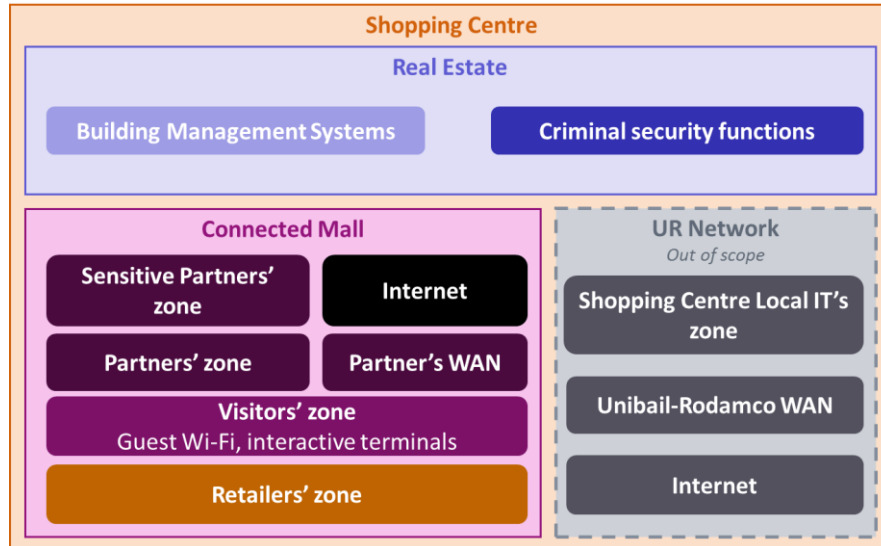 Shopping Centre
Real Estate
Building Management Systems
Criminal security functions
Connected Mall
Sensitive Partners'
zone
Internet
Partners' zone
Partner's WAN
Visitors' zone
Guest Wi-Fi, interactive terminals
Retailers' zone
UR Network
Out of scope
Shopping Centre Local IT's
zone
Unibail-Rodamco WAN
Internet